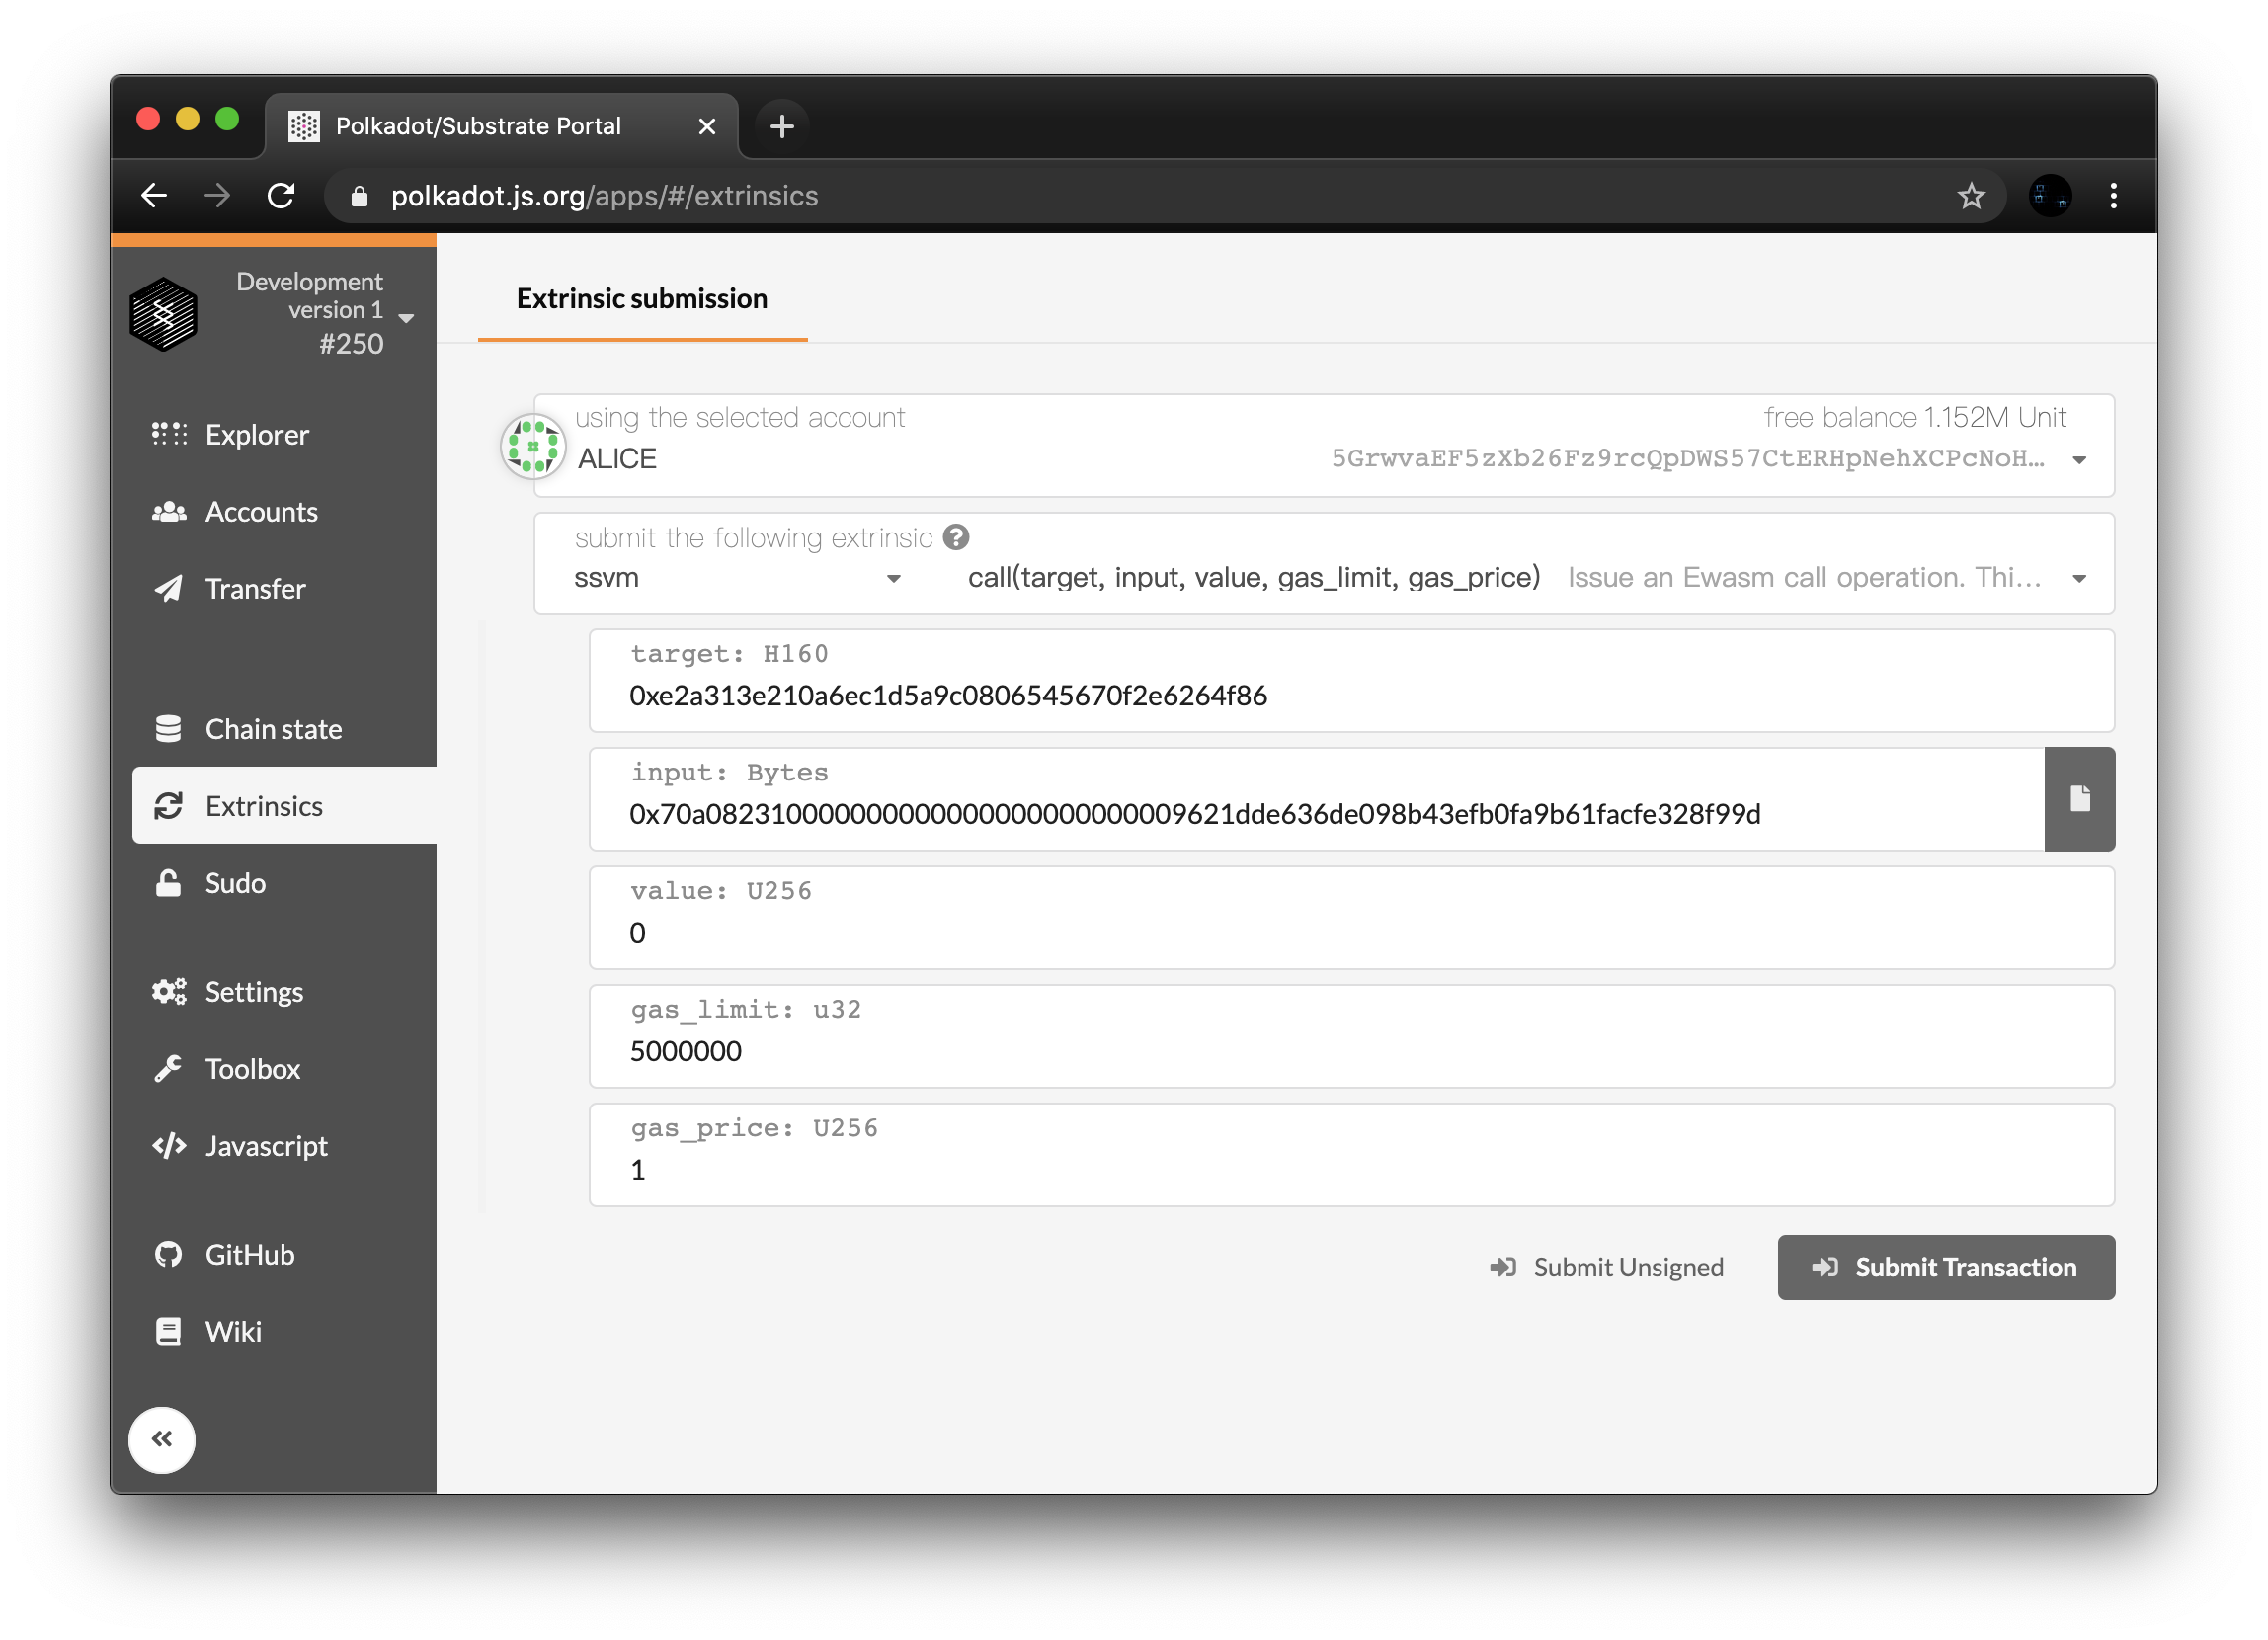 Polkadot/Substrate Portal
polkadot.js.org/apps/#/extrinsics
Development
version 1
#250
Explorer
Accounts
Transfer
Chain state
Extrinsics
Sudo
Settings
Toolbox
Javascript
GitHub
Wiki
Extrinsic submission
using the selected account
free balance 1.152M Unit
ALICE
5GrwvaEF5zXb26Fz9rcQpDWS57CtERHpNehXCPcNoH…
submit the following extrinsic
ssvm
call(target, input, value, gas_limit, gas_price) Issue an Ewasm call operation. Thi…
target: H160
0xe2a313e210a6ec1d5a9c0806545670f2e6264f86
input: Bytes
0x70a082310000000000000000000000009621dde636de098b43efb0fa9b61facfe328f99d
value: U256
0
gas_limit: u32
5000000
gas_price: U256
1
Submit Unsigned
Submit Transaction